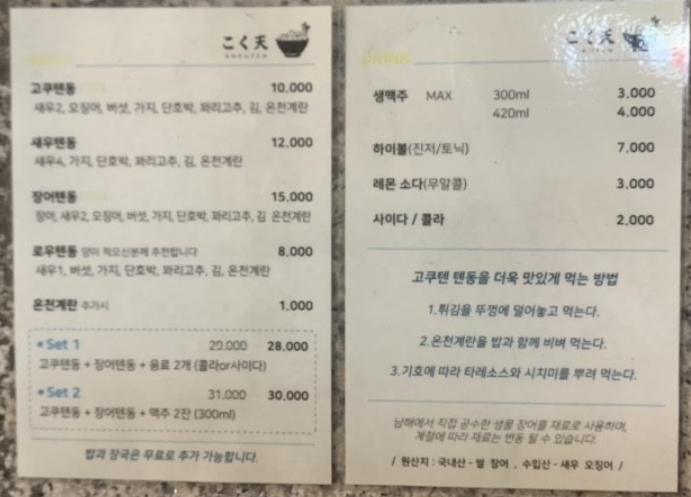 こく天
고쿠텐동 10,000
새우2, 오징어, 버섯, 가지, 단호박, 꽈리고추, 김, 온천계란
새우텐동 12,000
새우4, 가지, 단호박, 꽈리고추, 김, 온천계란
장어텐동 15,000
장어, 새우2, 오징어, 버섯, 가지, 단호박, 꽈리고추, 김 온천계란
로우텐동 양이 적으신분께 추천합니다 8,000
새우1, 버섯, 가지, 단호박, 꽈리고추, 김, 온천계란
온천계란 추가시 1,000
Set 1 29,000 28,000
고쿠텐동 + 장어텐동 + 음료 2개 (콜라or사이다)
Set 2 31,000 30,000
고쿠텐동 + 장어텐동 + 맥주 2잔 (300ml)
밥과 장국은 무료로 추가 가능합니다.
こく天
DRINK
생맥주 MAX 300ml 3,000
420ml 4,000
하이볼(진저/토닉) 7,000
레몬 소다(무알콜) 3,000
사이다 / 콜라 2,000
고쿠텐 텐동을 더욱 맛있게 먹는 방법
1.튀김을 뚜껑에 덜어놓고 먹는다.
2.온천계란을 밥과 함께 비벼 먹는다.
3.기호에 따라 타레소스와 시치미를 뿌려 먹는다.
남해에서 직접 공수한 생물 장어를 재료로 사용하며,
계절에 따라 재료는 변동 될 수 있습니다.
/ 원산지 : 국내산 - 쌀 장어 , 수입산 - 새우 오징어 /